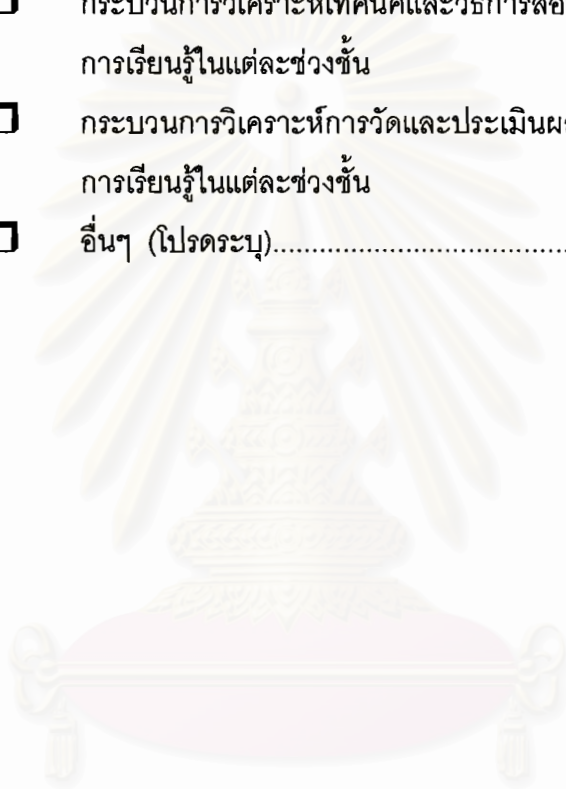 กระบวนการวิเคราะห์เทคนิคและวิธีการสอ
การเรียนรู้ในแต่ละช่วงชั้น
กระบวนการวิเคราะห์การวัดและประเมินผ
การเรียนรู้ในแต่ละช่วงชั้น
อื่นๆ (โปรดระบุ)....................................